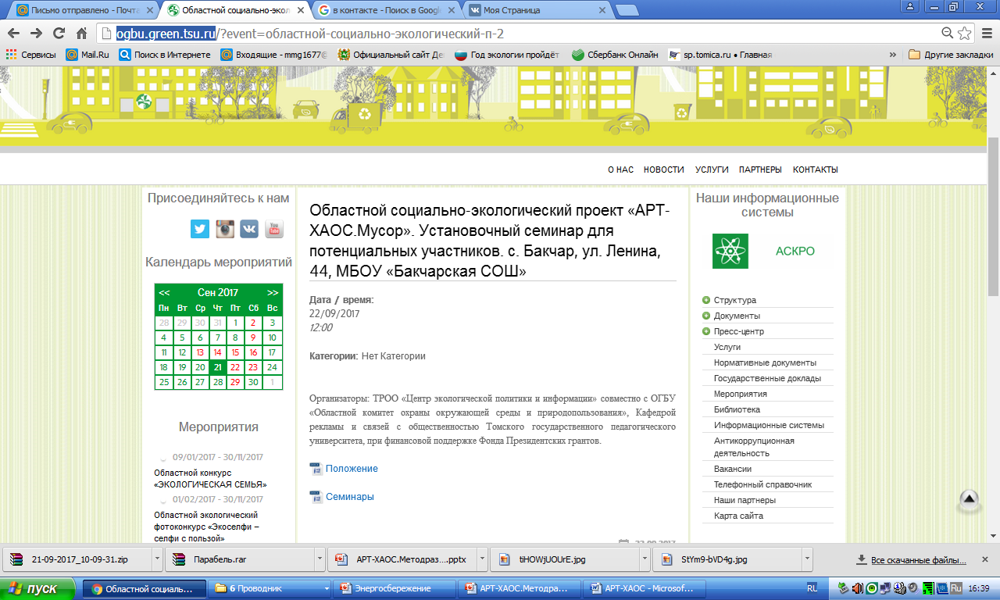 Письмо отправлено - Почта
Областной социально-экол
в контакте - Поиск в Google
Моя Страница
ogbu.green.tsu.ru/?event=областной-социально-экологический-п-2
Сервисы
Mail.Ru
Поиск в Интернете
Входящие - mmg1677@
Официальный сайт Де
Год экологии пройдёт
Сбербанк Онлайн
sp.tomica.ru • Главная
»
Другие закладки
О НАС НОВОСТИ УСЛУГИ ПАРТНЕРЫ КОНТАКТЫ
Присоединяйтесь к нам
You Tube
Календарь мероприятий
<< Сен 2017 >>
Пн Вт Ср Чт Пт Сб Вс
28 29 30 31 1 2 3
4 5 6 7 8 9 10
11 12 13 14 15 16 17
18 19 20 21 22 23 24
25 26 27 28 29 30 1
Мероприятия
09/01/2017 - 30/11/2017
Областной конкурс
«ЭКОЛОГИЧЕСКАЯ СЕМЬЯ»
01/02/2017 - 30/11/2017
Областной экологический
фотоконкурс «Экоселфи –
селфи с пользой»
Областной социально-экологический проект «АРТ-
ХАОС.Мусор». Установочный семинар для
потенциальных участников. с. Бакчар, ул. Ленина,
44, МБОУ «Бакчарская СОШ»
Дата / время:
22/09/2017
12:00
Категории: Нет Категории
Организаторы: ТРОО «Центр экологической политики и информации» совместно с ОГБУ
«Областной комитет охраны окружающей среды и природопользования», Кафедрой
рекламы и связей с общественностью Томского государственного педагогического
университета, при финансовой поддержке Фонда Президентских грантов.
Положение
Семинары
Наши информационные
системы
АСКРО
Структура
Документы
Пресс-центр
Услуги
Нормативные документы
Государственные доклады
Мероприятия
Библиотека
Информационные системы
Антикоррупционная
деятельность
Вакансии
Телефонный справочник
Наши партнеры
Карта сайта
21-09-2017_10-09-31.zip
Парабель.rar
АРТ-ХАОС.Методраз....pptx
tiHOWjUOUrE.jpg
StYm9-bVD4g.jpg
Все скачанные файлы...
пуск
Областной социаль...
6 Проводник
Энергосбережение
АРТ-ХАОС.Методра...
АРТ-ХАОС - Microsof...
RU
Ru
16:39